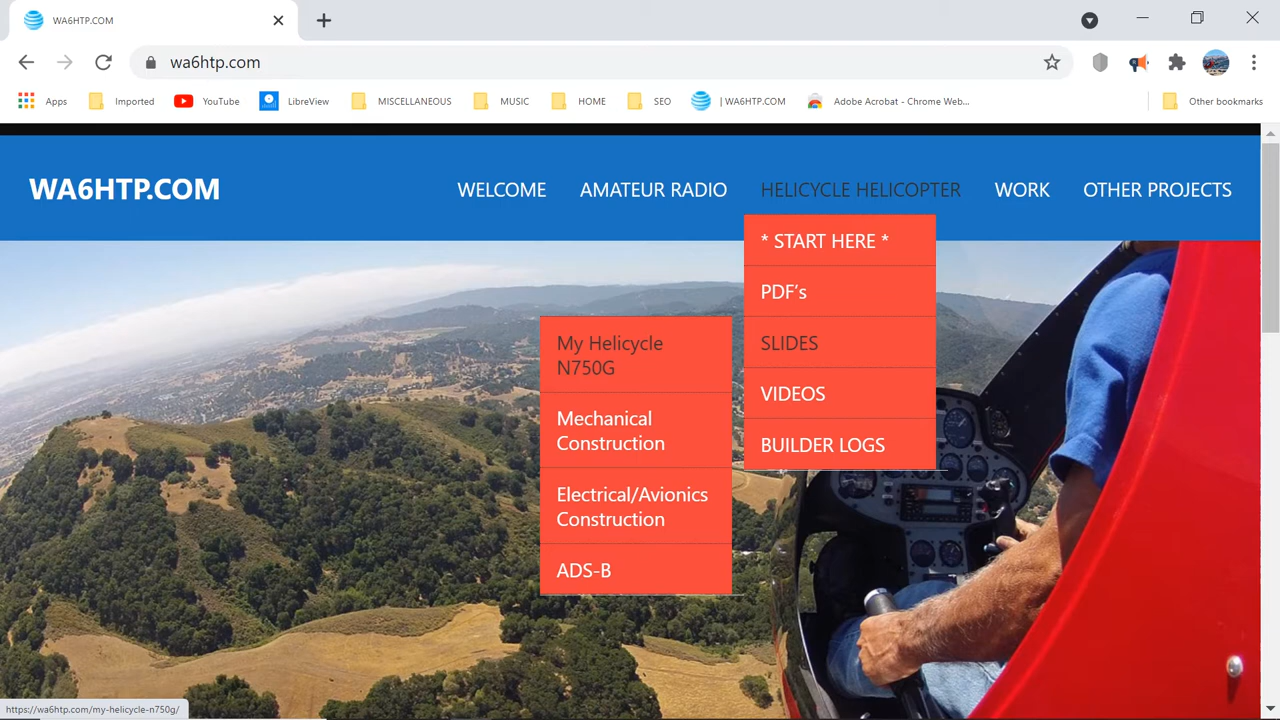 WA6HTP.COM
wa6htp.com
Apps Imported YouTube LibreView MISCELLANEOUS MUSIC HOME SEO | WA6HTP.COM Adobe Acrobat - Chrome Web... Other bookmarks
WA6HTP.COM WELCOME AMATEUR RADIO HELICYCLE HELICOPTER WORK OTHER PROJECTS
* START HERE *
PDF’s
SLIDES
VIDEOS
BUILDER LOGS
My Helicycle
N750G
Mechanical
Construction
Electrical/Avionics
Construction
ADS-B
https://wa6htp.com/my-helicycle-n750g/